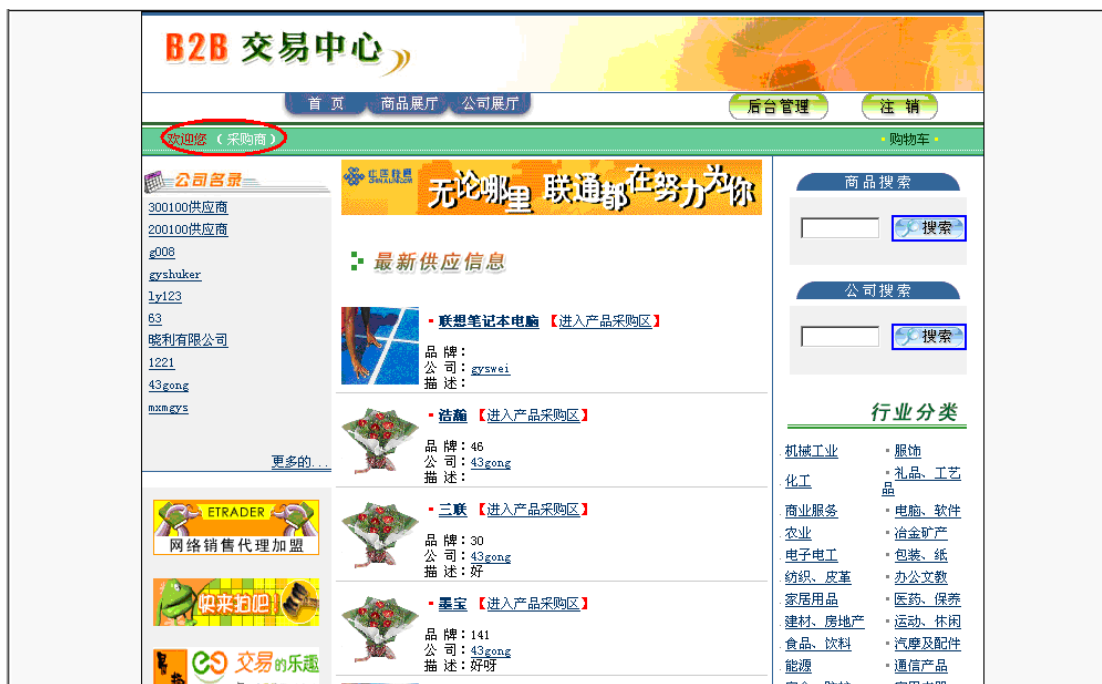 B2B 交易中心
首 页 商品展厅 公司展厅
后台管理 注 销
欢迎您 (采购商)
·购物车·
公司名录
300100供应商
200100供应商
g008
gyshuker
ly123
63
晓利有限公司
1221
43gong
mxmgys
更多的...
ETRADER
网络销售代理加盟
快来扫吧!
交易的乐趣
中国联通
CHINA UNICOM
无论哪里 联通都在努力为你
最新供应信息
联想笔记本电脑 【进入产品采购区】
品 牌:
公 司:gyswei
描 述:
洁瀚 【进入产品采购区】
品 牌:46
公 司:43gong
描 述:
三联 【进入产品采购区】
品 牌:30
公 司:43gong
描 述:好
墨宝 【进入产品采购区】
品 牌:141
公 司:43gong
描 述:好呀
商品搜索
搜索
公司搜索
搜索
行业分类
机械工业 服饰
化工 礼品、工艺品
商业服务 电脑、软件
农业 冶金矿产
电子电工 包装、纸
纺织、皮革 办公文教
家居用品 医药、保养
建材、房地产 运动、休闲
食品、饮料 汽摩及配件
能源 通信产品